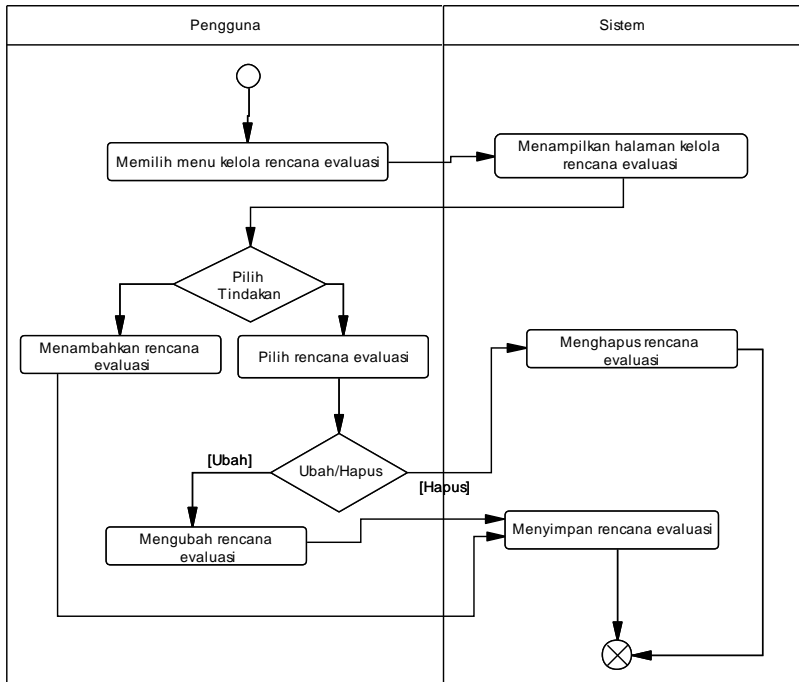 Pengguna
Sistem
Memilih menu kelola rencana evaluasi
Menampilkan halaman kelola
rencana evaluasi
Pilih
Tindakan
Menambahkan rencana
evaluasi
Pilih rencana evaluasi
Menghapus rencana
evaluasi
[Ubah]
Ubah/Hapus
[Hapus]
Mengubah rencana
evaluasi
Menyimpan rencana evaluasi